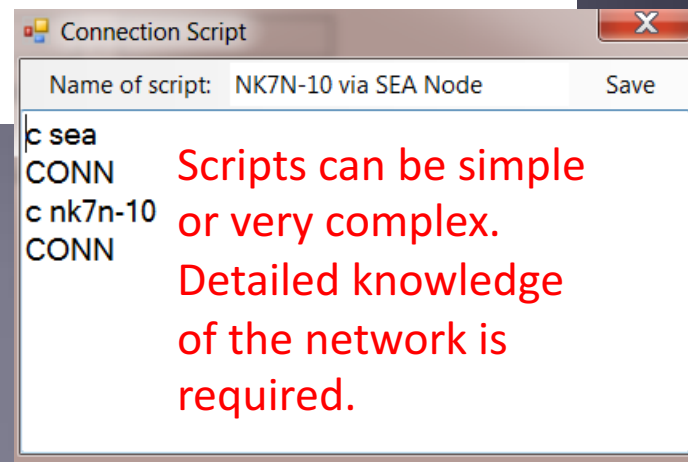 Connection Script
Name of script: NK7N-10 via SEA Node Save
c sea
CONN
c nk7n-10
CONN
Scripts can be simple
or very complex.
Detailed knowledge
of the network is
required.